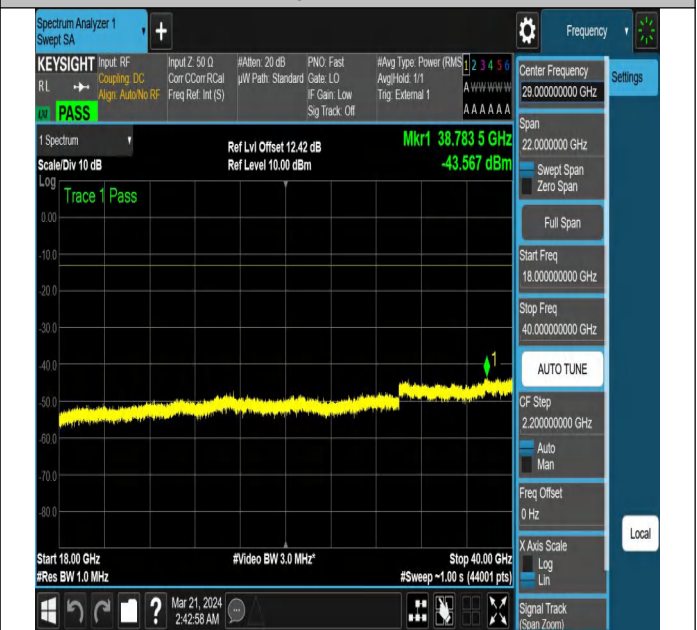 Spectrum Analyzer 1
Swept SA
+
Frequency
KEYSIGHT
RL
PASS
Input: RF
Coupling: DC
Align: Auto/No RF
Input Z: 50 Ω
Corr CCorr RCal
Freq Ref: Int (S)
#Atten: 20 dB
µW Path: Standard
PNO: Fast
Gate: LO
IF Gain: Low
Sig Track: Off
#Avg Type: Power (RMS
Avg|Hold: 1/1
Trig: External 1
1 2 3 4 5 6
A W W W W W
A A A A A A
1 Spectrum
Scale/Div 10 dB
Ref Lvl Offset 12.42 dB
Ref Level 10.00 dBm
Mkr1 38.783 5 GHz
-43.567 dBm
Log
Trace 1 Pass
0.00
-10.0
-20.0
-30.0
-40.0
-50.0
-60.0
-70.0
-80.0
1
Start 18.00 GHz
#Res BW 1.0 MHz
#Video BW 3.0 MHz*
Stop 40.00 GHz
#Sweep ~1.00 s (44001 pts)
?
Mar 21, 2024
2:42:58 AM
Center Frequency
29.000000000 GHz
Settings
Span
22.0000000 GHz
Swept Span
Zero Span
Full Span
Start Freq
18.000000000 GHz
Stop Freq
40.000000000 GHz
AUTO TUNE
CF Step
2.200000000 GHz
Auto
Man
Freq Offset
0 Hz
X Axis Scale
Log
Lin
Local
Signal Track
(Span Zoom)